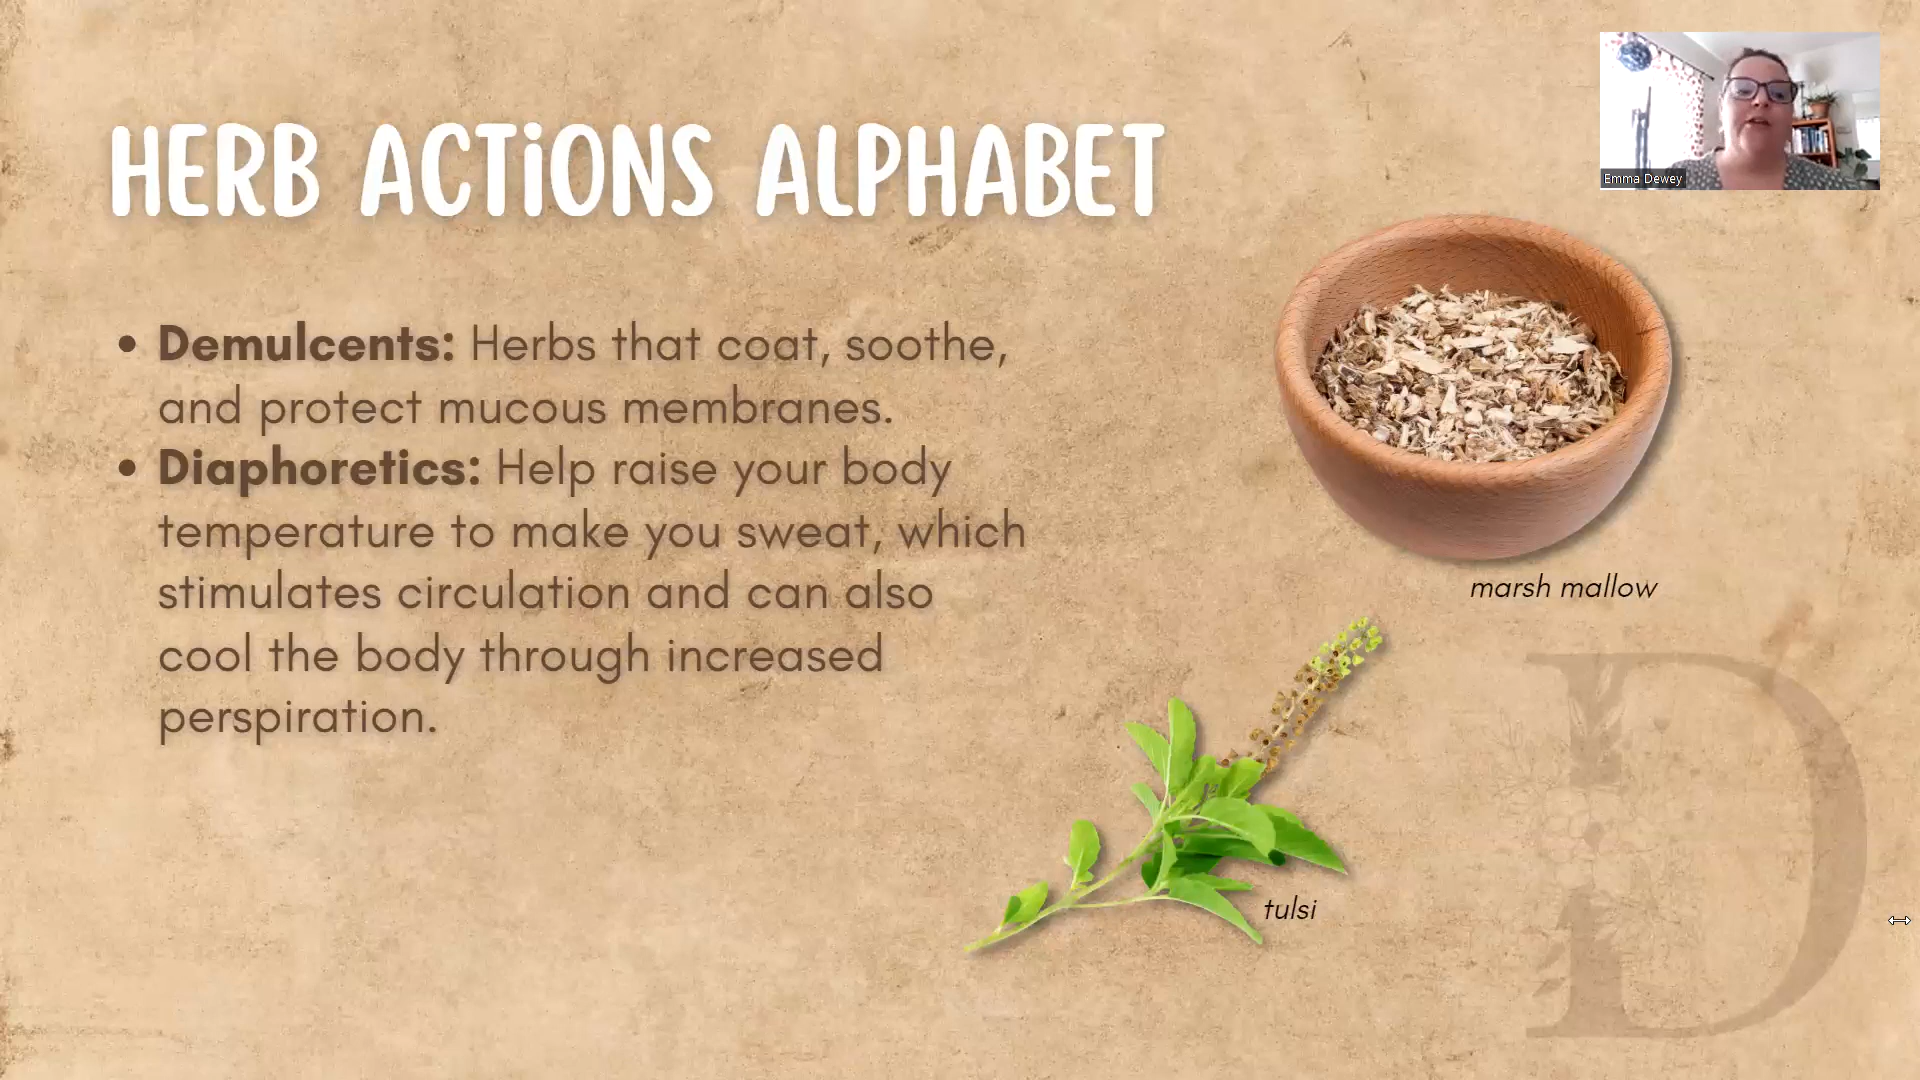 HERB ACTiONS ALPHABET
Emma Dewey
• Demulcents: Herbs that coat, soothe,
and protect mucous membranes.
• Diaphoretics: Help raise your body
temperature to make you sweat, which
stimulates circulation and can also
cool the body through increased
perspiration.
marsh mallow
tulsi
D